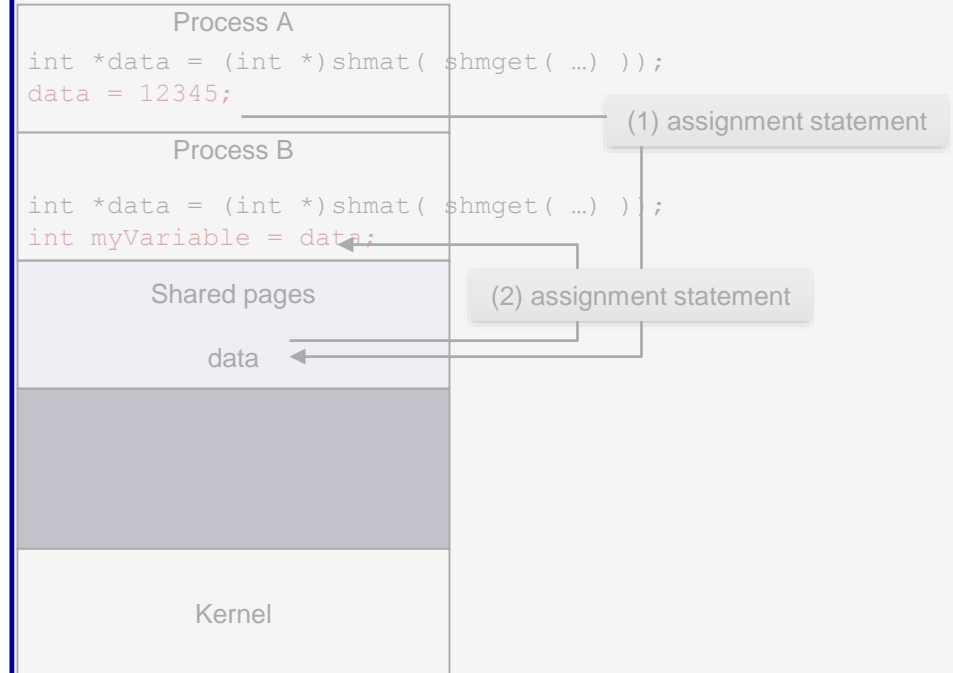 Process A
int *data = (int *)shmat( shmget( …) ));
data = 12345;
(1) assignment statement
Process B
int *data = (int *)shmat( shmget( …) ));
int myVariable = data;
Shared pages
(2) assignment statement
data
Kernel